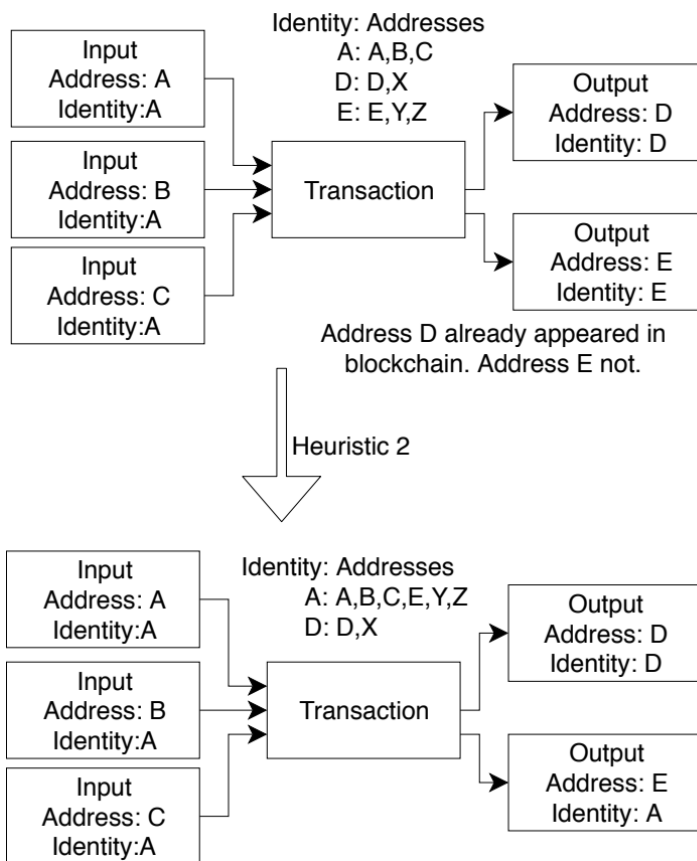 Input
Address: A
Identity:A
Input
Address: B
Identity:A
Input
Address: C
Identity:A
Identity: Addresses
A: A,B,C
D: D,X
E: E,Y,Z
Transaction
Output
Address: D
Identity: D
Output
Address: E
Identity: E
Address D already appeared in
blockchain. Address E not.
Heuristic 2
Input
Address: A
Identity:A
Input
Address: B
Identity:A
Input
Address: C
Identity:A
Identity: Addresses
A: A,B,C,E,Y,Z
D: D,X
Transaction
Output
Address: D
Identity: D
Output
Address: E
Identity: A